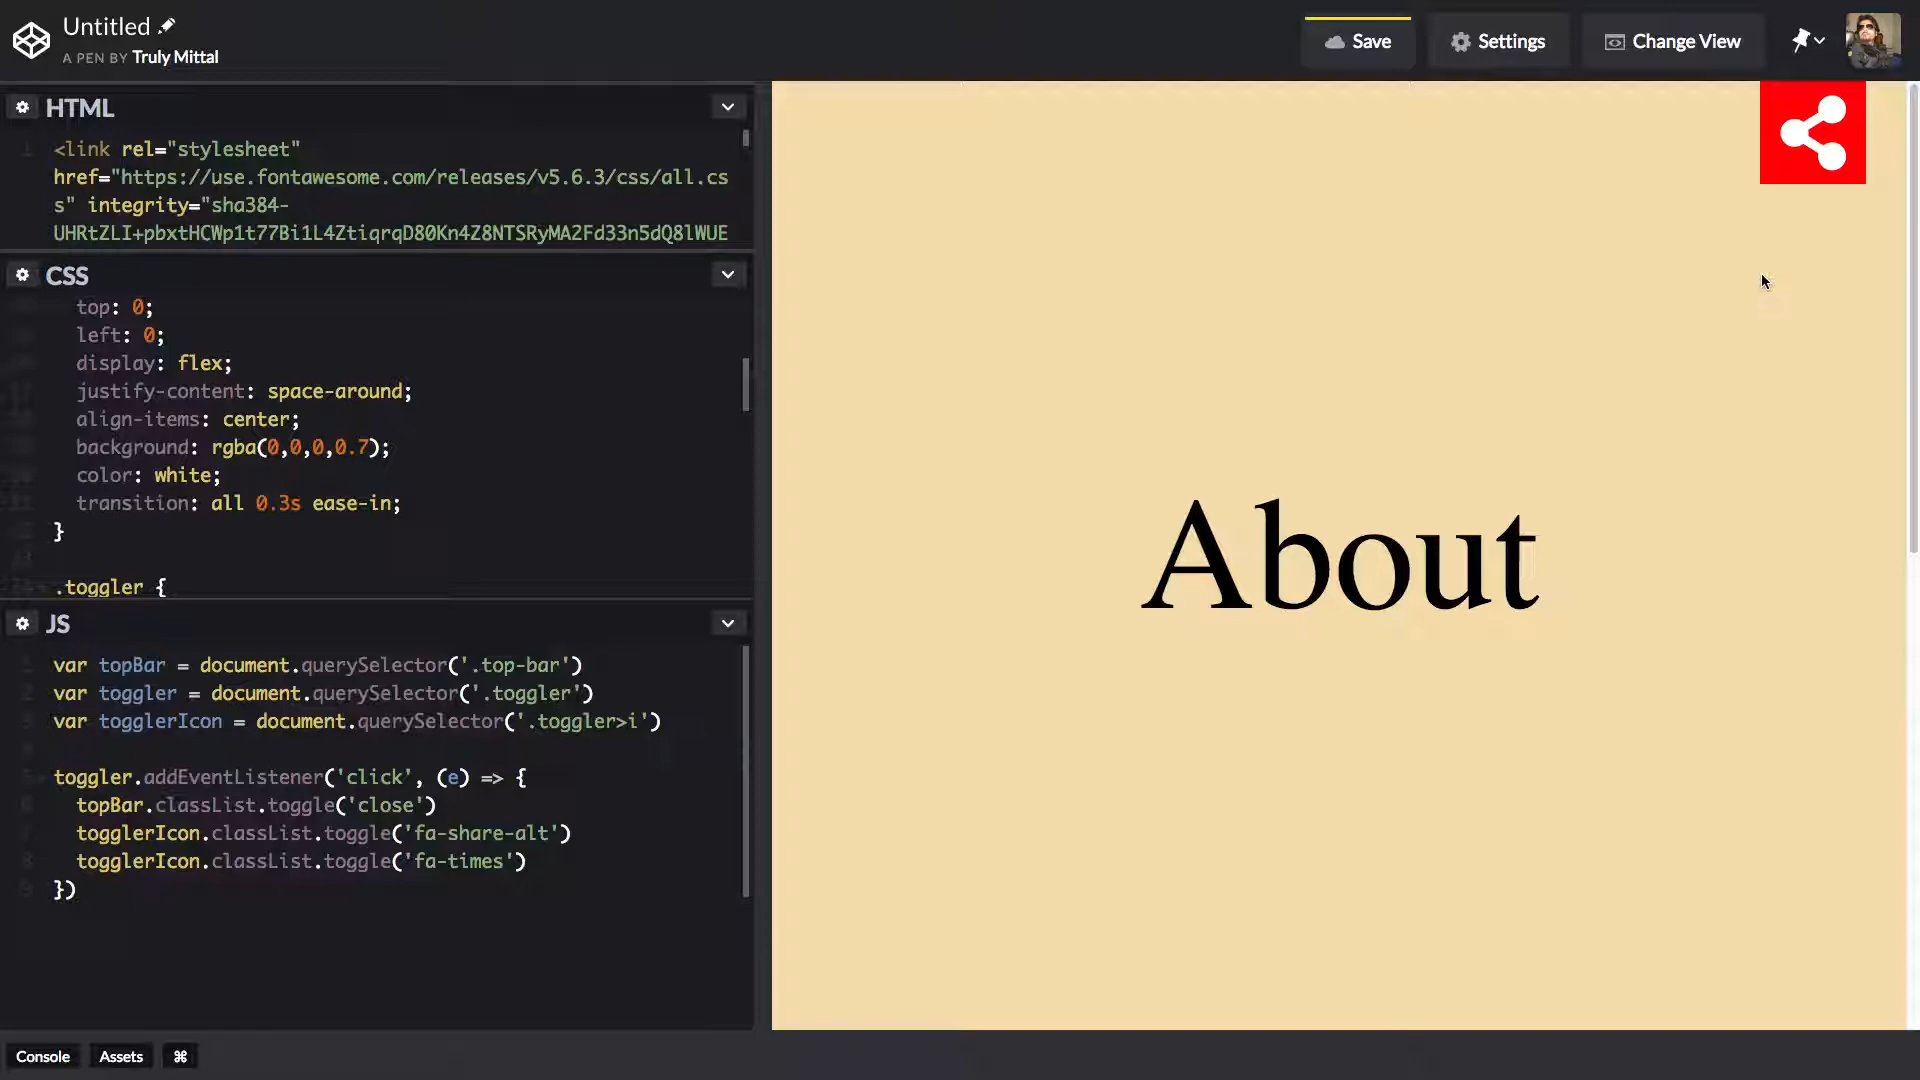 Untitled
A PEN BY Truly Mittal
Save
Settings
Change View
HTML
<link rel="stylesheet"
href="https://use.fontawesome.com/releases/v5.6.3/css/all.cs
s" integrity="sha384-
UHRtZLI+pbxtHCWp1t77Bi1L4ZtiqrqD80Kn4Z8NTSRyMA2Fd33n5dQ8lWUE
CSS
top: 0;
left: 0;
display: flex;
justify-content: space-around;
align-items: center;
background: rgba(0,0,0,0.7);
color: white;
transition: all 0.3s ease-in;
}
.toggler {
JS
var topBar = document.querySelector('.top-bar')
var toggler = document.querySelector('.toggler')
var togglerIcon = document.querySelector('.toggler>i')
toggler.addEventListener('click', (e) => {
topBar.classList.toggle('close')
togglerIcon.classList.toggle('fa-share-alt')
togglerIcon.classList.toggle('fa-times')
})
About
Console
Assets
⌘